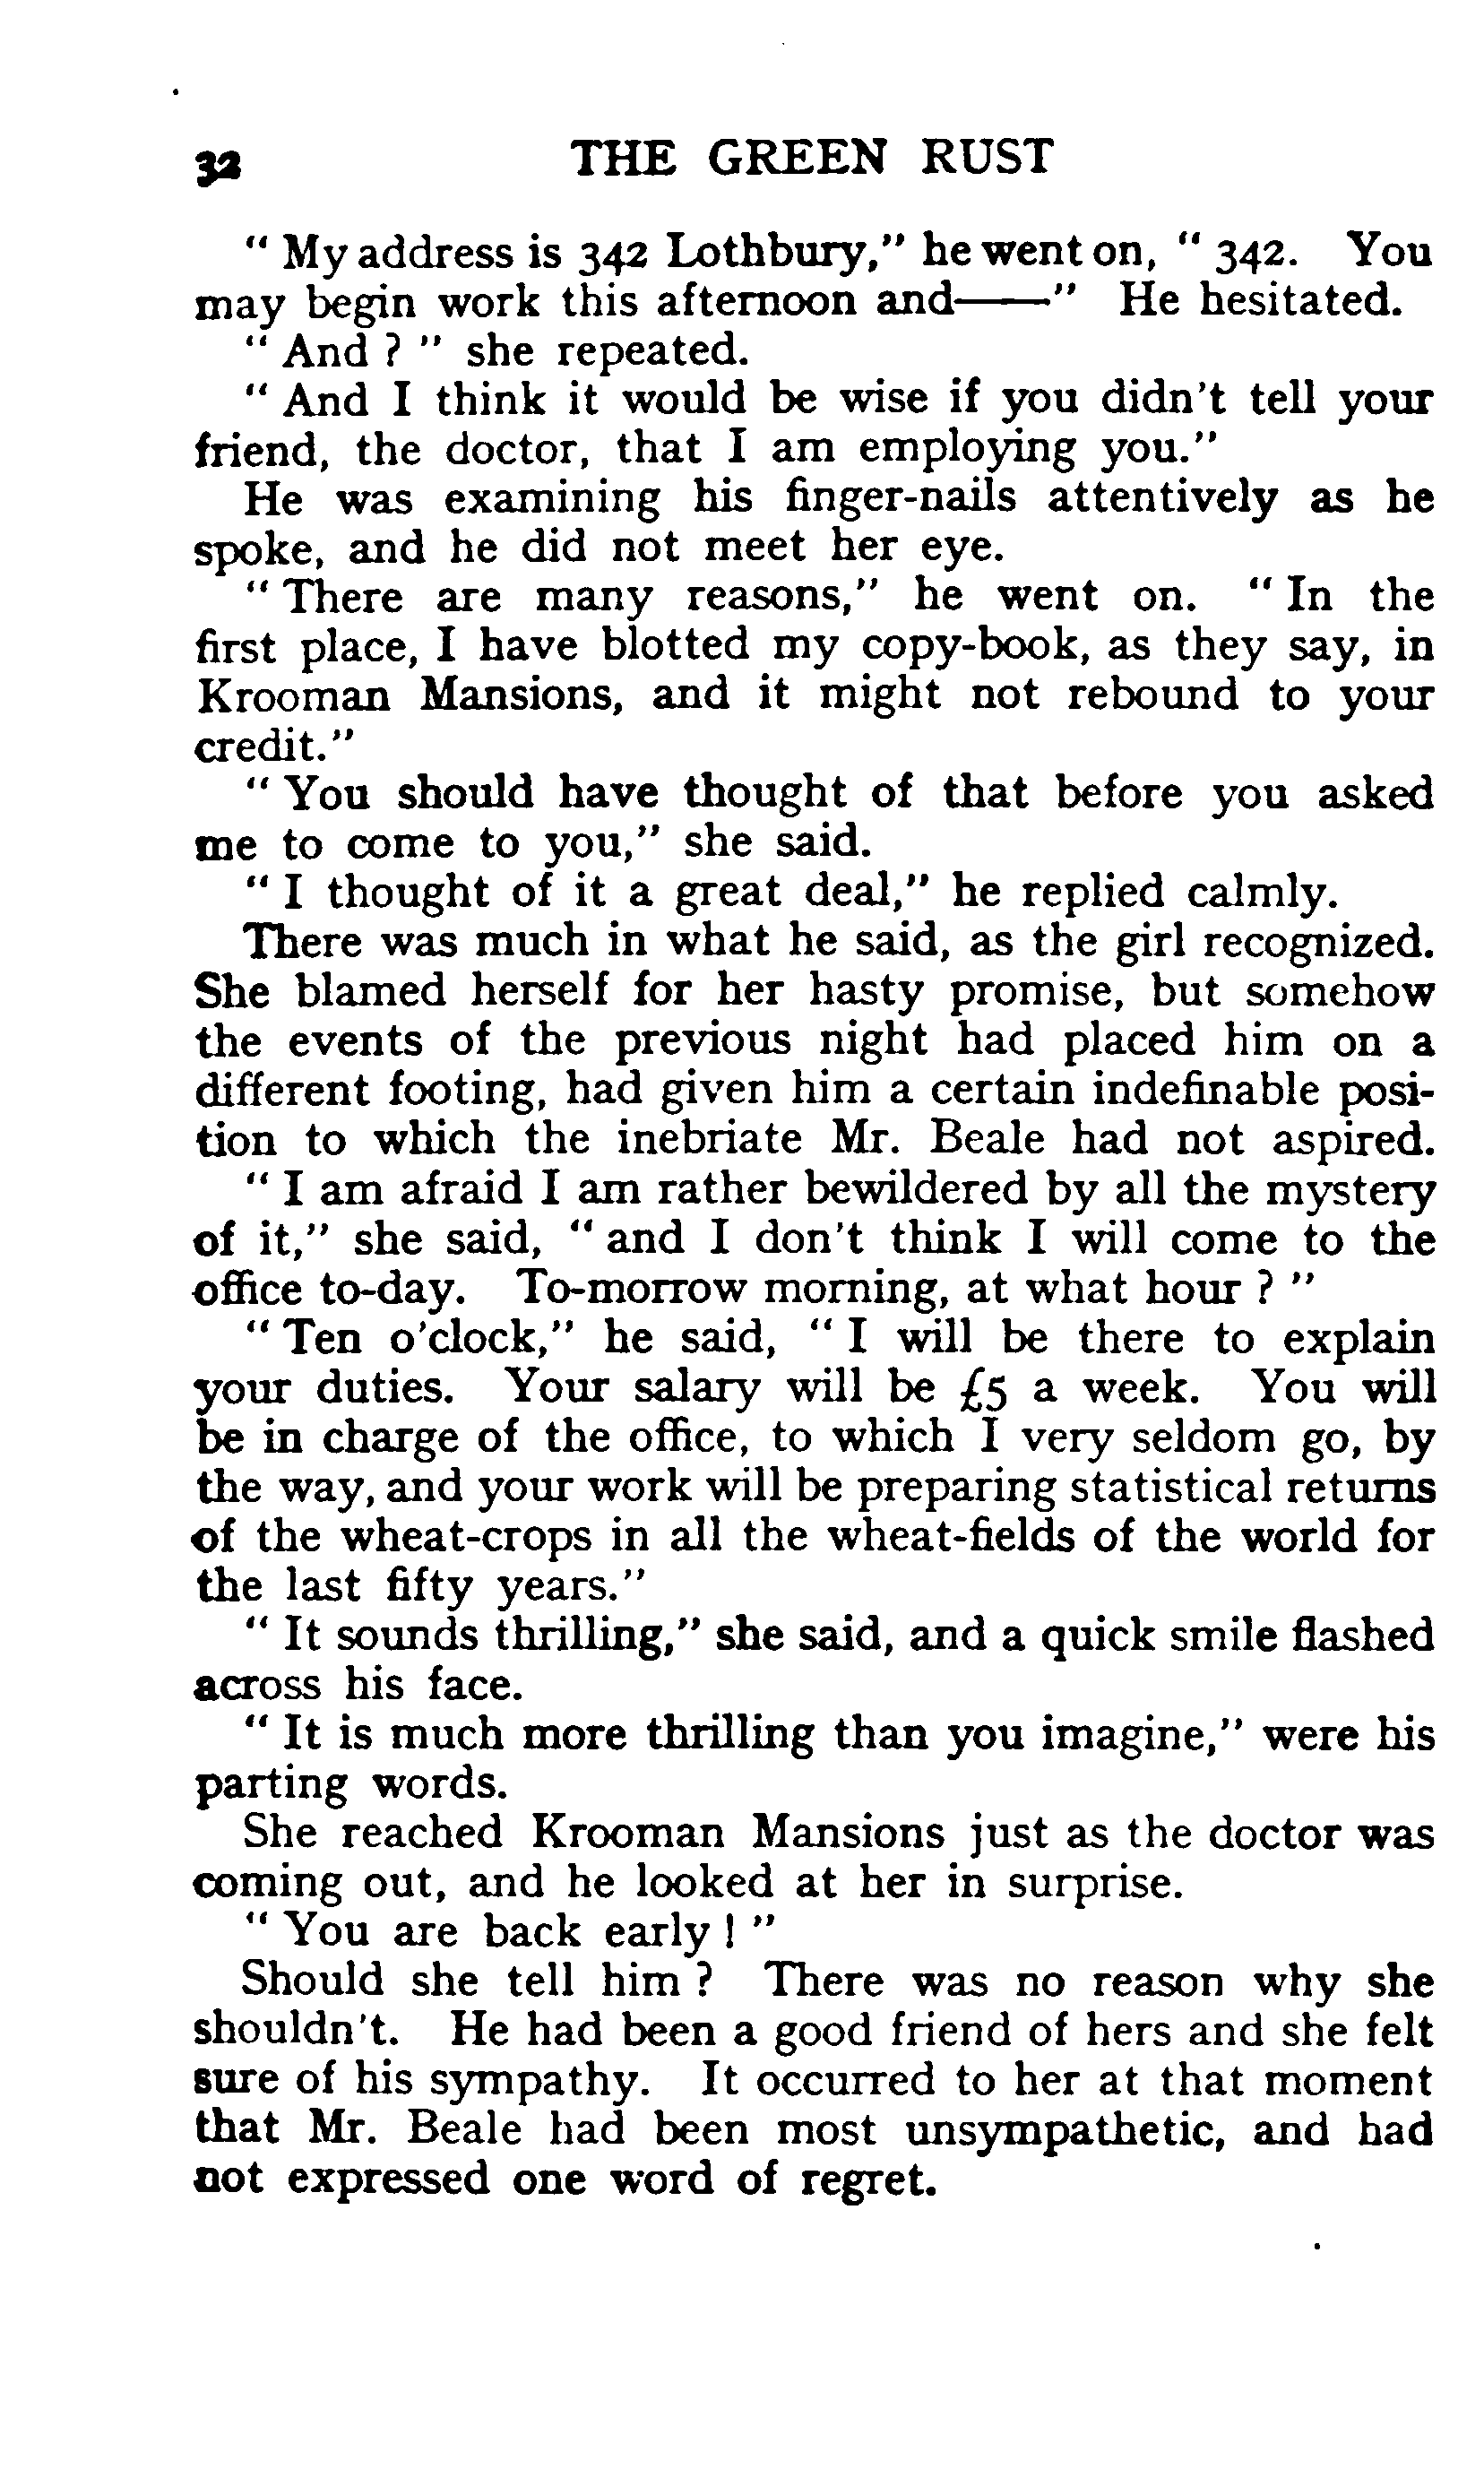 32 THE GREEN RUST
" My address is 342 Lothbury," he went on, " 342. You
may begin work this afternoon and——" He hesitated.
" And ? " she repeated.
" And I think it would be wise if you didn't tell your
friend, the doctor, that I am employing you."
He was examining his finger-nails attentively as he
spoke, and he did not meet her eye.
" There are many reasons," he went on. " In the
first place, I have blotted my copy-book, as they say, in
Krooman Mansions, and it might not rebound to your
credit."
" You should have thought of that before you asked
me to come to you," she said.
" I thought of it a great deal," he replied calmly.
There was much in what he said, as the girl recognized.
She blamed herself for her hasty promise, but somehow
the events of the previous night had placed him on a
different footing, had given him a certain indefinable posi-
tion to which the inebriate Mr. Beale had not aspired.
" I am afraid I am rather bewildered by all the mystery
of it," she said, " and I don't think I will come to the
office to-day. To-morrow morning, at what hour ? "
" Ten o'clock," he said, " I will be there to explain
your duties. Your salary will be £5 a week. You will
be in charge of the office, to which I very seldom go, by
the way, and your work will be preparing statistical returns
of the wheat-crops in all the wheat-fields of the world for
the last fifty years."
" It sounds thrilling," she said, and a quick smile flashed
across his face.
" It is much more thrilling than you imagine," were his
parting words.
She reached Krooman Mansions just as the doctor was
coming out, and he looked at her in surprise.
" You are back early ! "
Should she tell him ? There was no reason why she
shouldn't. He had been a good friend of hers and she felt
sure of his sympathy. It occurred to her at that moment
that Mr. Beale had been most unsympathetic, and had
not expressed one word of regret.